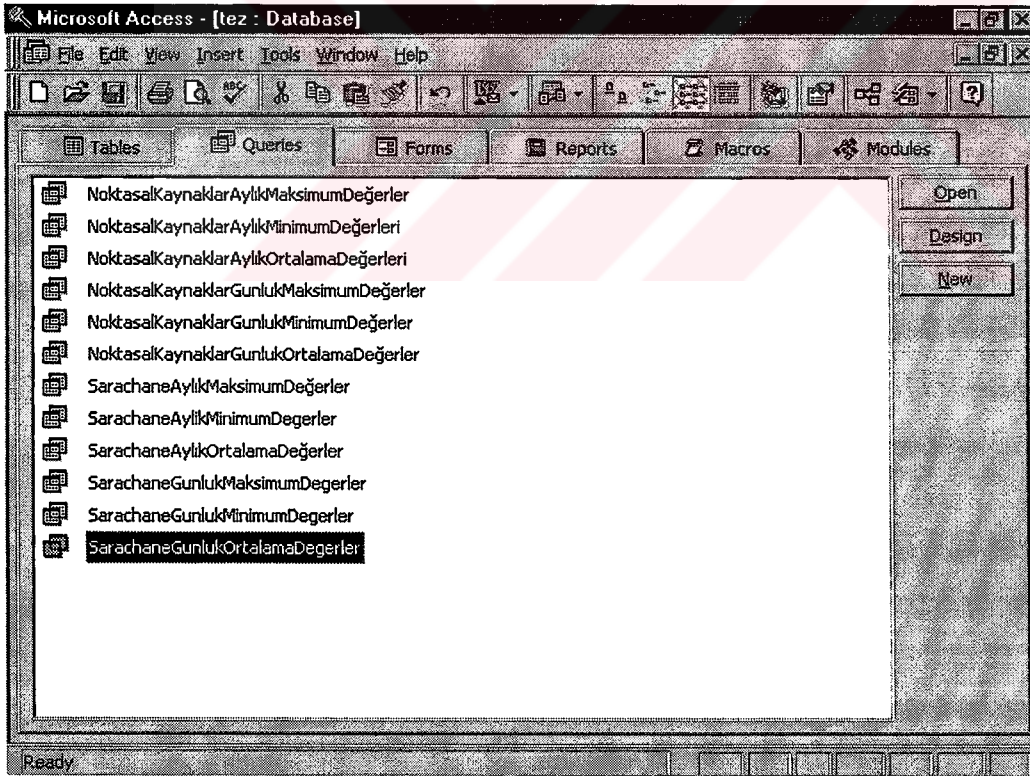 Microsoft Access - [tez : Database]
File Edit View Insert Tools Window Help
Tables Queries Forms Reports Macros Modules
NoktasalKaynaklarAylıkMaksimumDeğerler
NoktasalKaynaklarAylıkMinimumDeğerleri
NoktasalKaynaklarAylıkOrtalamaDeğerleri
NoktasalKaynaklarGunlukMaksimumDeğerler
NoktasalKaynaklarGunlukMinimumDeğerler
NoktasalKaynaklarGunlukOrtalamaDeğerler
SarachaneAylıkMaksimumDeğerler
SarachaneAylıkMinimumDegerler
SarachaneAylıkOrtalamaDeğerler
SarachaneGunlukMaksimumDegerler
SarachaneGunlukMinimumDegerler
SarachaneGunlukOrtalamaDegerler
Open
Design
New
Ready